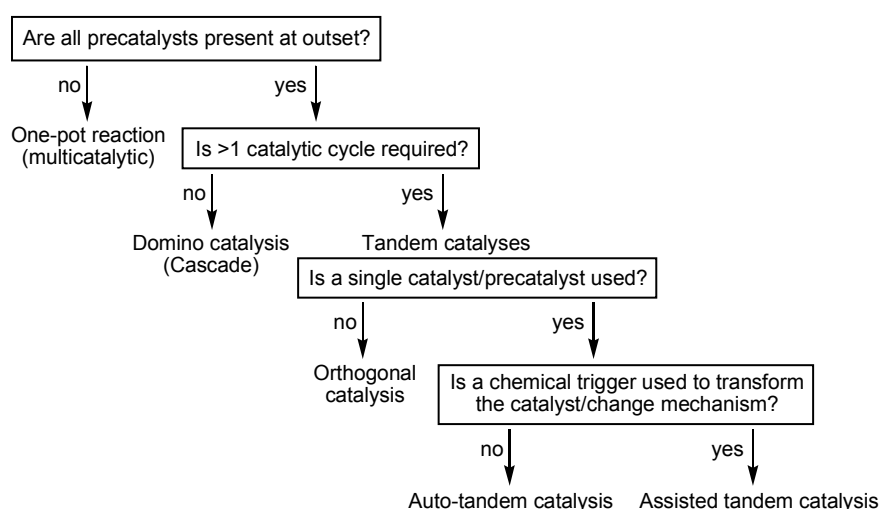 Are all precatalysts present at outset?
no
yes
One-pot reaction
(multicatalytic)
Is >1 catalytic cycle required?
no
yes
Domino catalysis
(Cascade)
Tandem catalyses
Is a single catalyst/precatalyst used?
no
yes
Orthogonal
catalysis
Is a chemical trigger used to transform
the catalyst/change mechanism?
no
yes
Auto-tandem catalysis
Assisted tandem catalysis